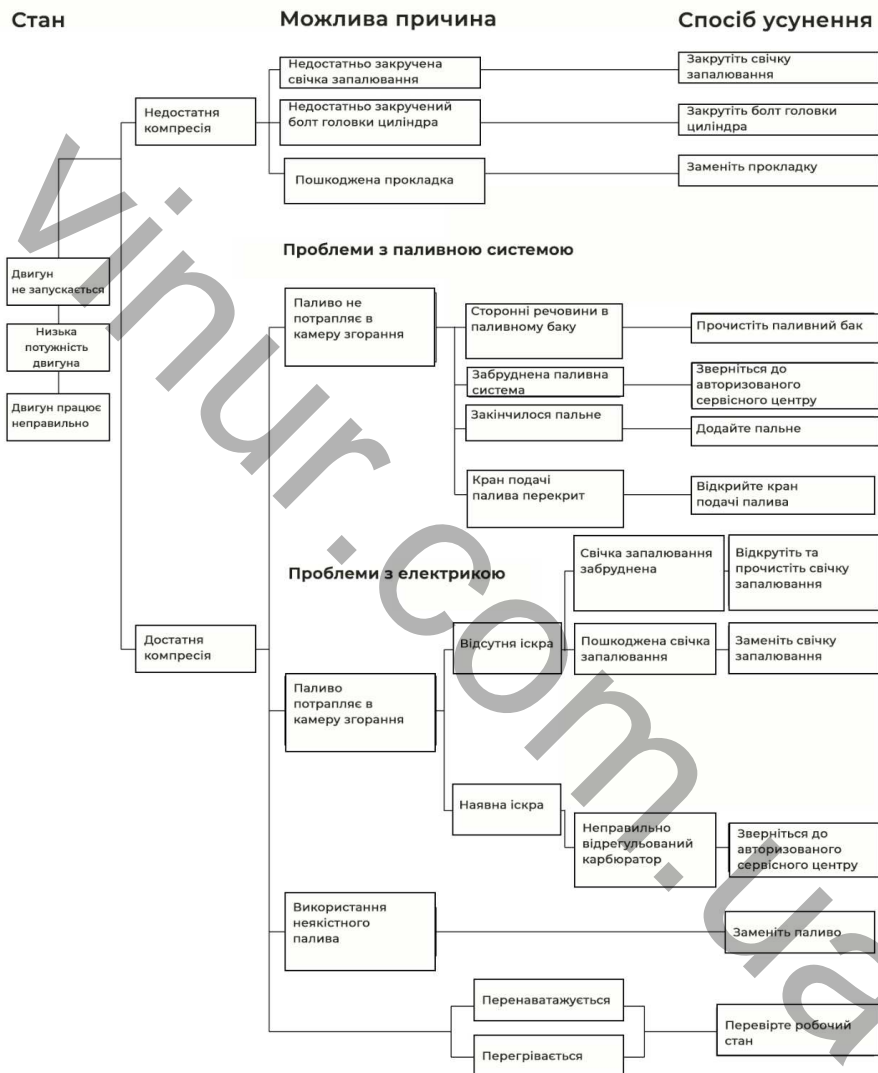 Стан
Можлива причина
Спосіб усунення
Недостатня
компресія
Недостатньо закручена
свічка запалювання
Закрутіть свічку
запалювання
Недостатньо закручений
болт головки циліндра
Закрутіть болт головки
циліндра
Пошкоджена прокладка
Заменіть прокладку
Двигун
не запускається
Низька
потужність
двигуна
Двигун працює
неправильно
Проблеми з паливною системою
Паливо не
потрапляє в
камеру згорання
Сторонні речовини в
паливному баку
Прочистіть паливний бак
Забруднена паливна
система
Зверніться до
авторизованого
сервісного центру
Закінчилося пальне
Додайте пальне
Кран подачі
палива перекрит
Відкрийте кран
подачі палива
Проблеми з електрикою
Достатня
компресія
Паливо
потрапляє в
камеру згорання
Відсутня іскра
Свічка запалювання
забруднена
Відкрутіть та
прочистіть свічку
запалювання
Пошкоджена свічка
запалювання
Заменіть свічку
запалювання
Наявна іскра
Неправильно
відрегульований
карбюратор
Зверніться до
авторизованого
сервісного центру
Використання
неякістного
палива
Заменіть паливо
Перенаватажується
Перегрівається
Перевірте робочий
стан
vinur.com.ua